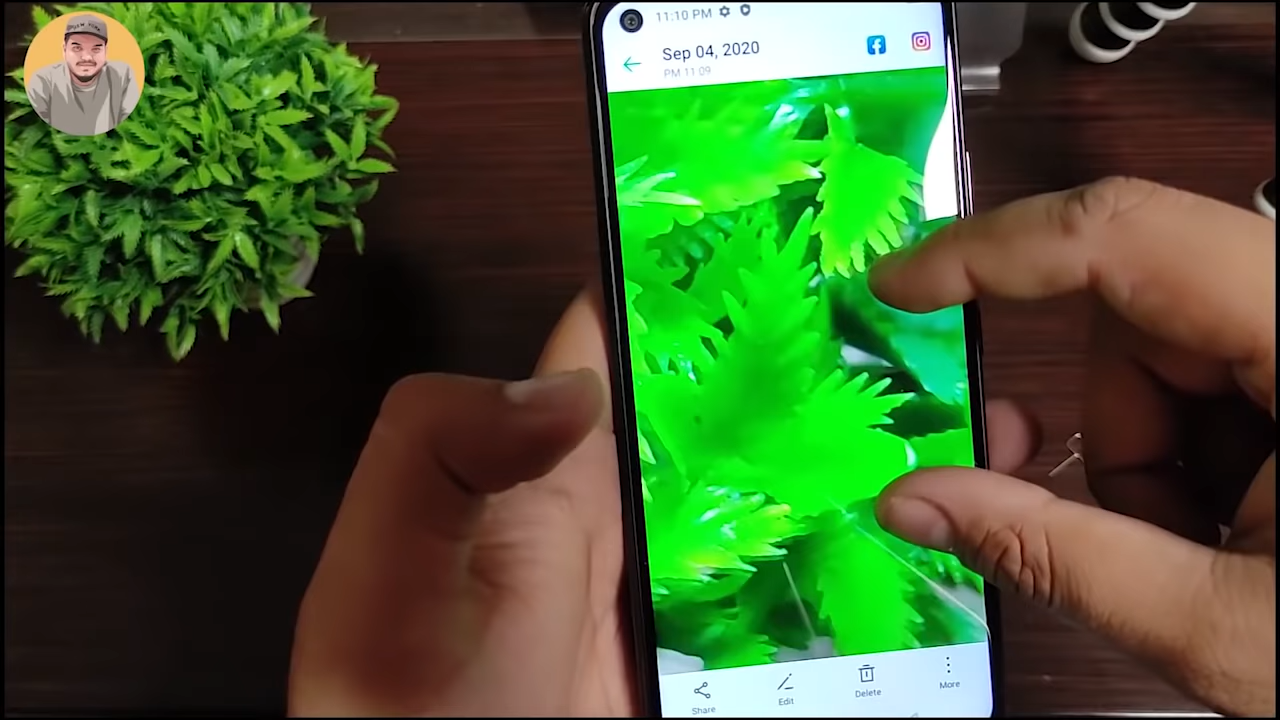 11:10 PM
Sep 04, 2020
PM 11:09
Share
Edit
Delete
More